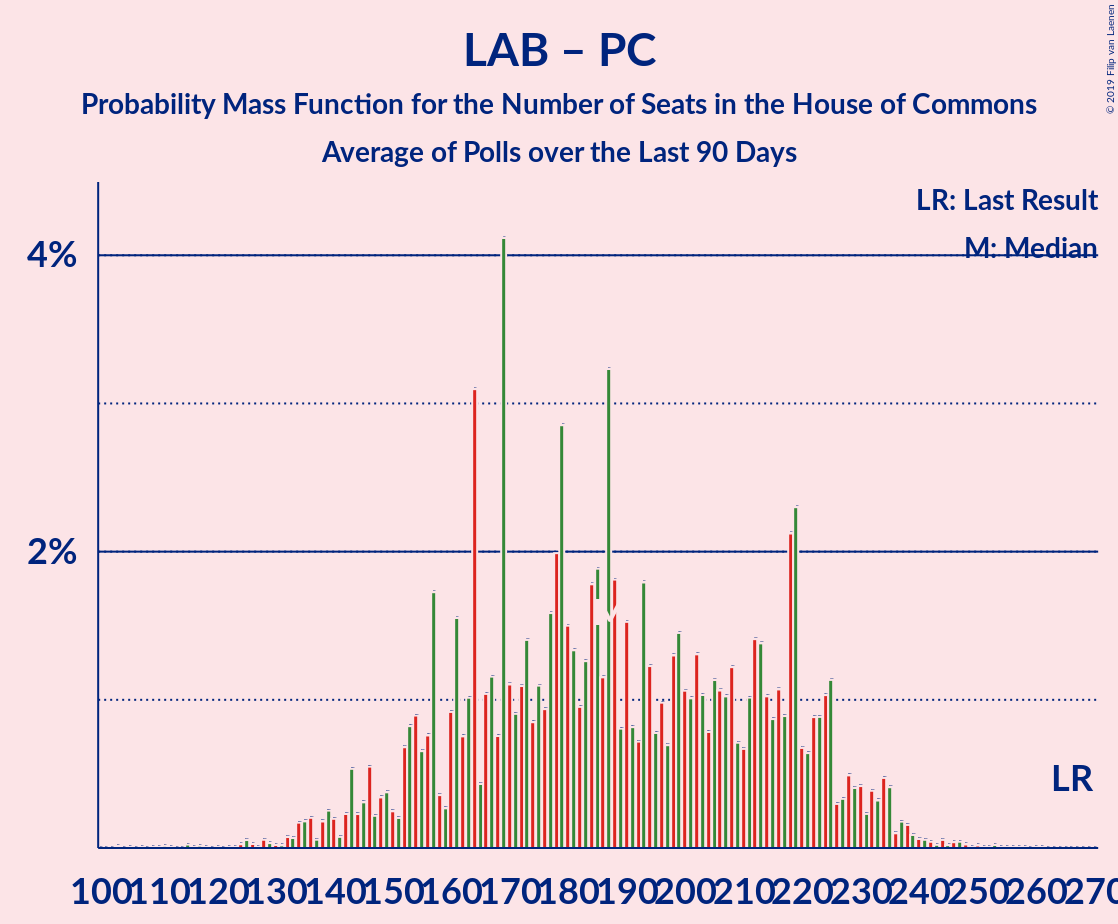 LAB – PC
Probability Mass Function for the Number of Seats in the House of Commons
Average of Polls over the Last 90 Days
© 2019 Filip van Laenen
LR: Last Result
M: Median
4%
2%
M
LR
100 110 120 130 140 150 160 170 180 190 200 210 220 230 240 250 260 270